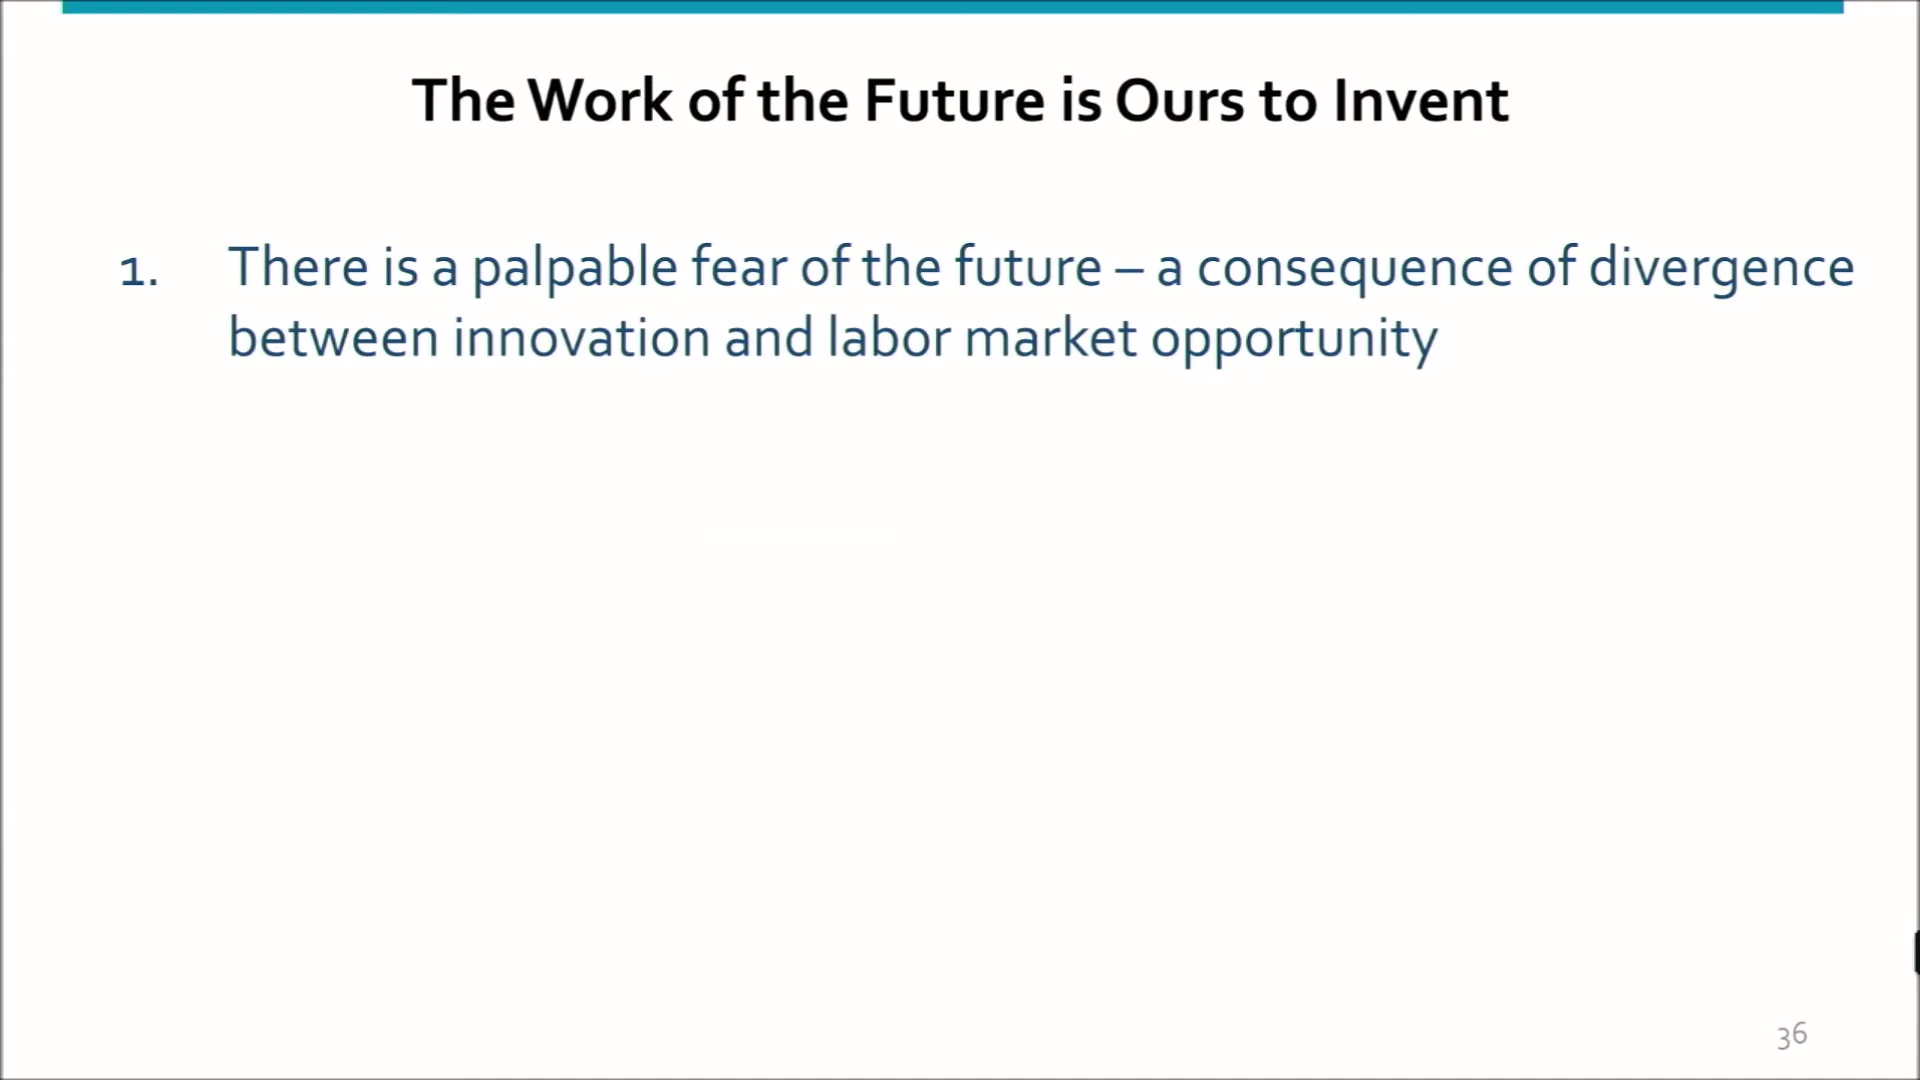 The Work of the Future is Ours to Invent
1. There is a palpable fear of the future – a consequence of divergence
between innovation and labor market opportunity
36